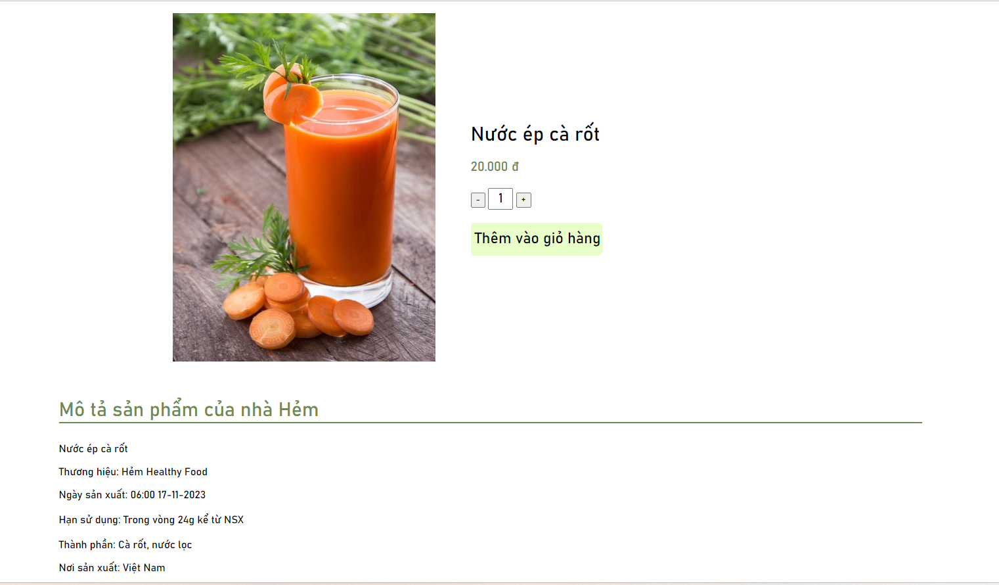 Nước ép cà rốt
20.000 đ
- 1 +
Thêm vào giỏ hàng
Mô tả sản phẩm của nhà Hẻm
Nước ép cà rốt
Thương hiệu: Hẻm Healthy Food
Ngày sản xuất: 06:00 17-11-2023
Hạn sử dụng: Trong vòng 24g kể từ NSX
Thành phần: Cà rốt, nước lọc
Nơi sản xuất: Việt Nam